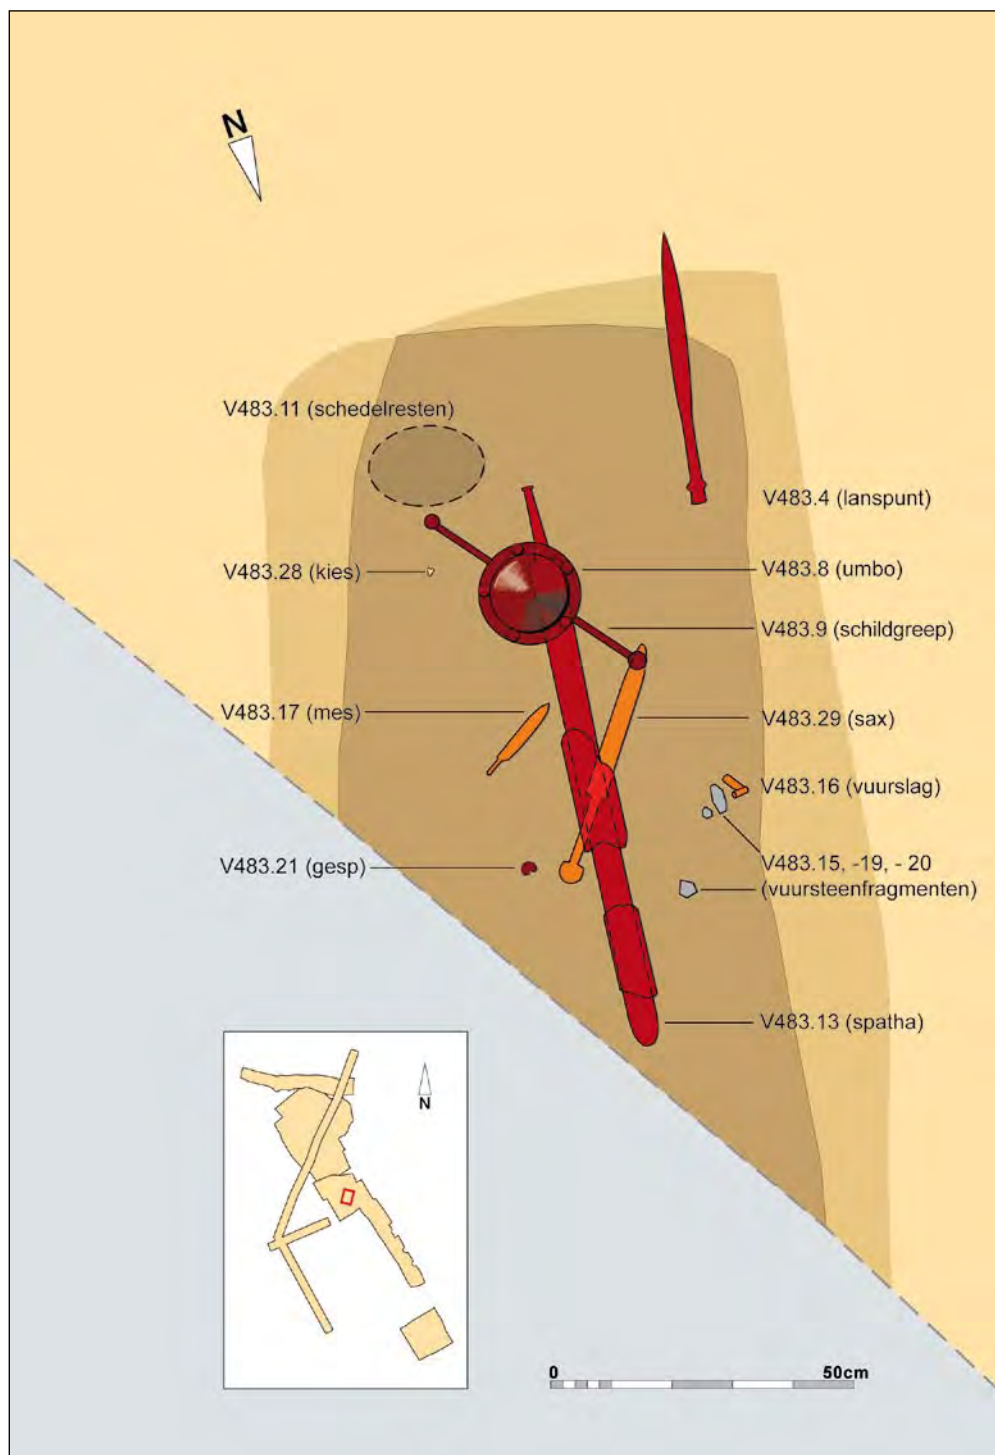 N
V483.11 (schedelresten)
V483.4 (lanspunt)
V483.28 (kies)
V483.8 (umbo)
V483.9 (schildgreep)
V483.17 (mes)
V483.29 (sax)
V483.16 (vuurslag)
V483.21 (gesp)
V483.15, -19, - 20
(vuursteenfragmenten)
V483.13 (spatha)
N
0
50cm